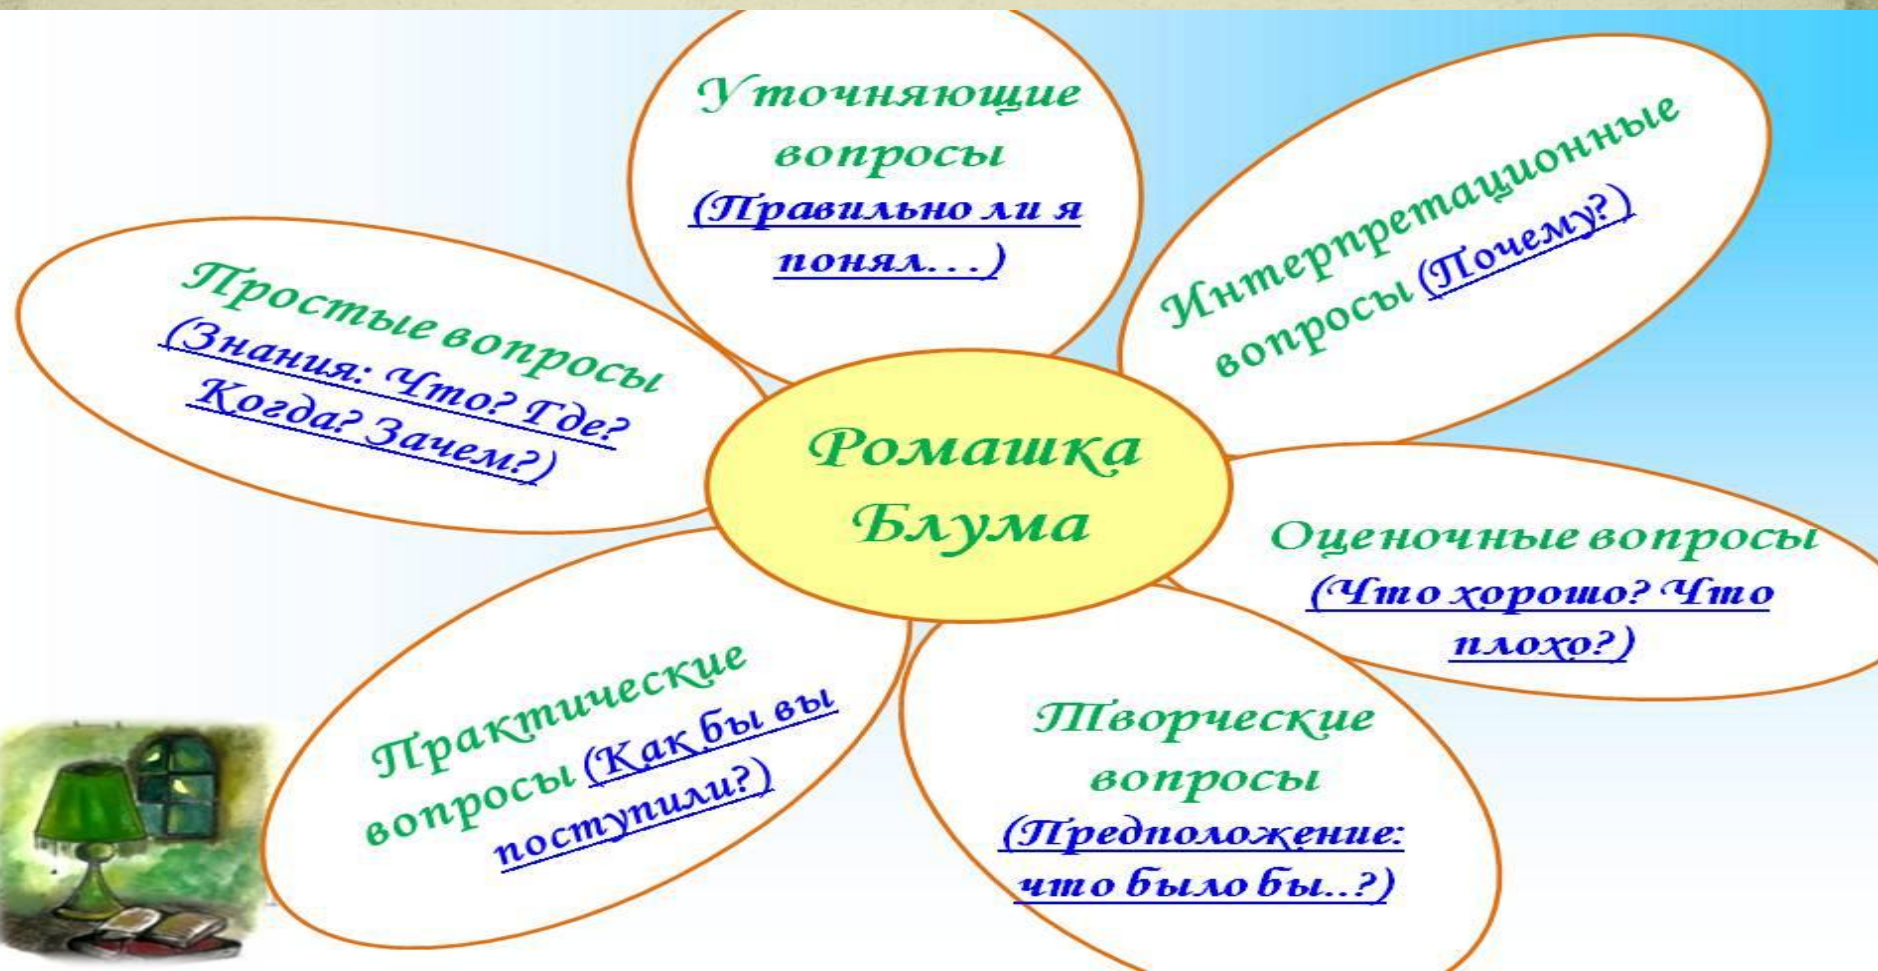 Уточняющие
вопросы
(Правильно ли я
понял...)
Интерпретационные
вопросы (Почему?)
Простые вопросы
(Знания: Что? Где?
Когда? Зачем?)
Ромашка
Блума
Оценочные вопросы
(Что хорошо? Что
плохо?)
Практические
вопросы (Как бы вы
поступили?)
Творческие
вопросы
(Предположение:
что было бы..?)